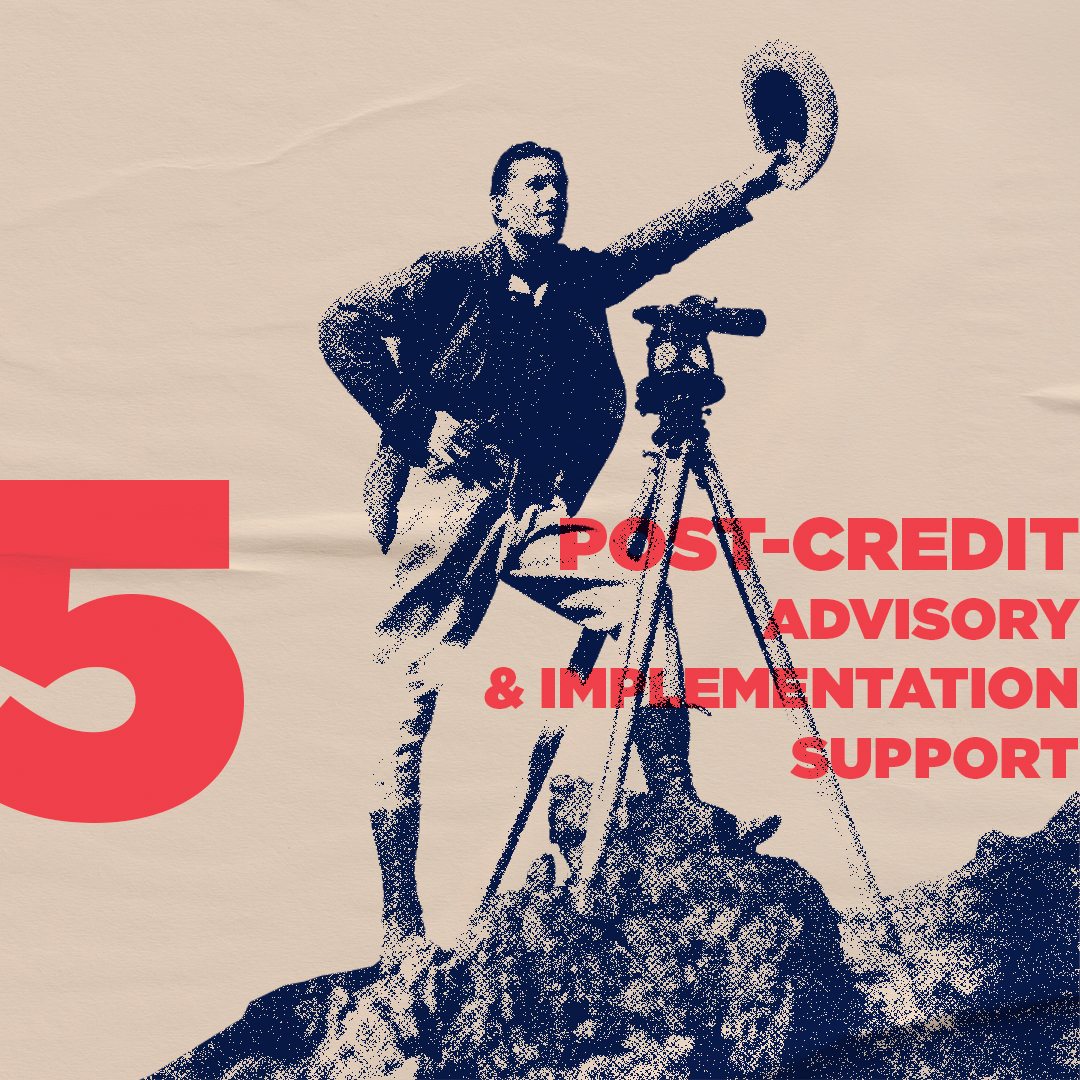 5
POST-CREDIT
ADVISORY
& IMPLEMENTATION
SUPPORT